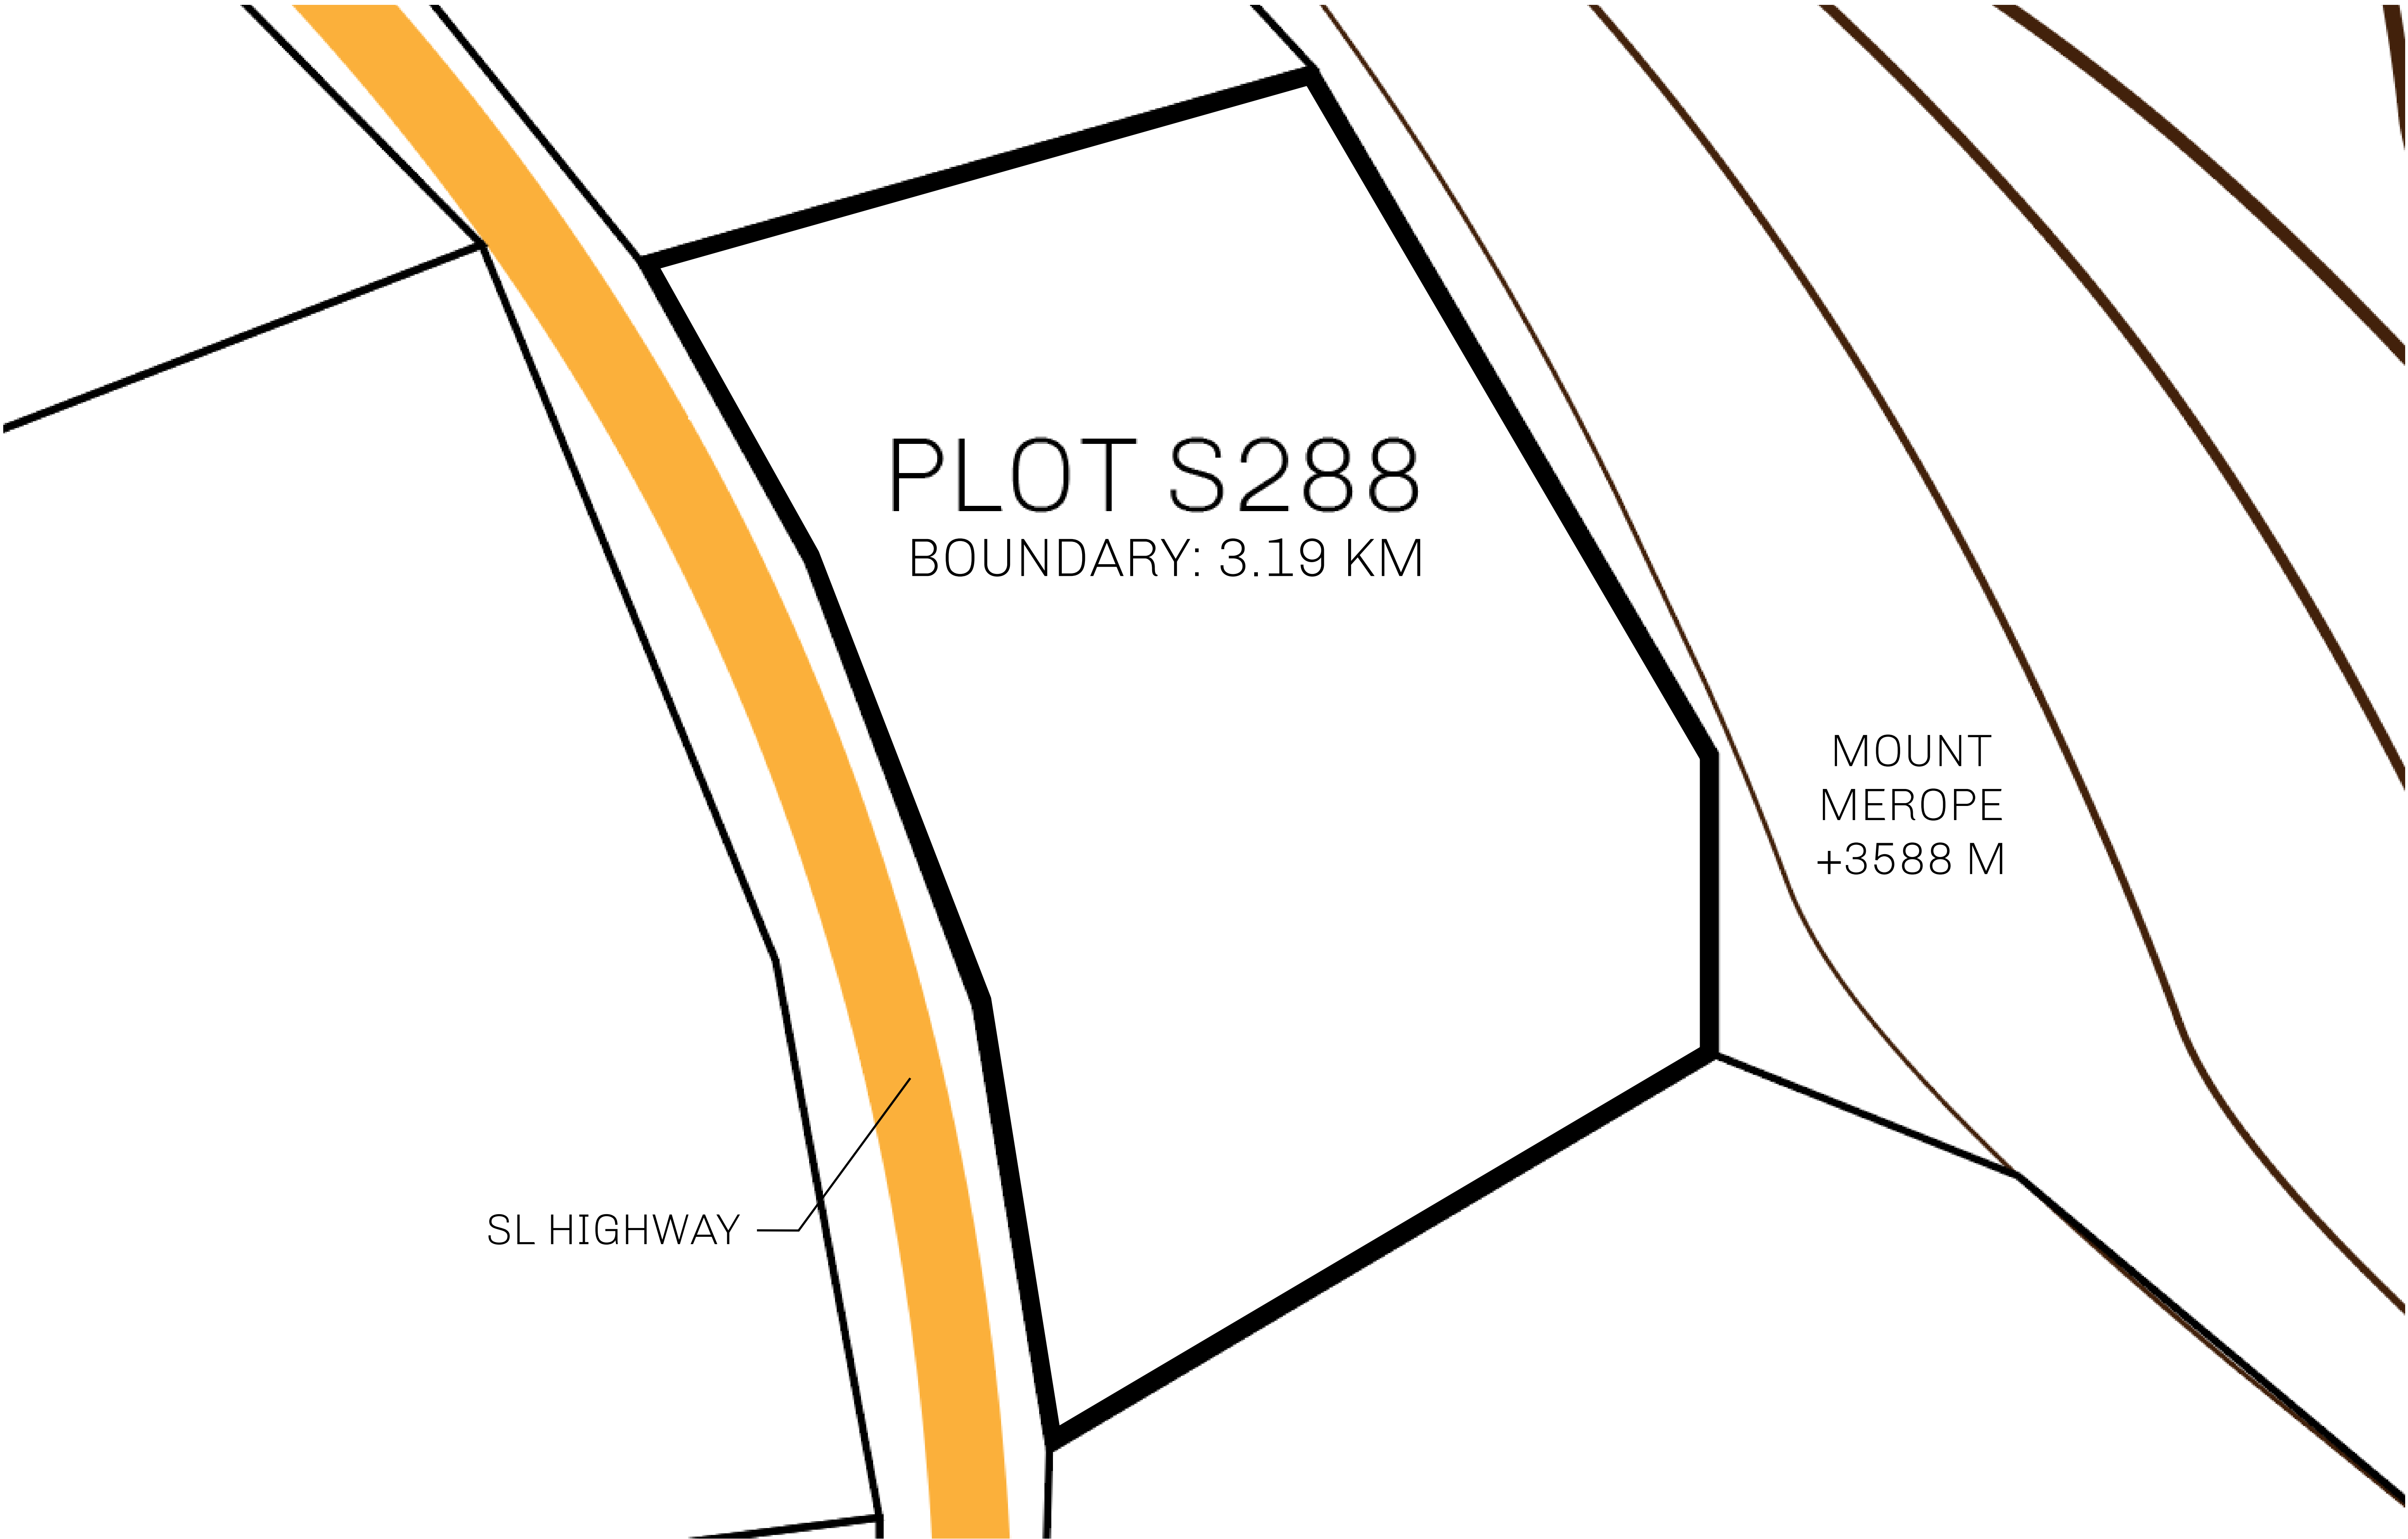 PLOT S288
BOUNDARY: 3.19 KM
MOUNT
MEROPE
+3588 M
SL HIGHWAY